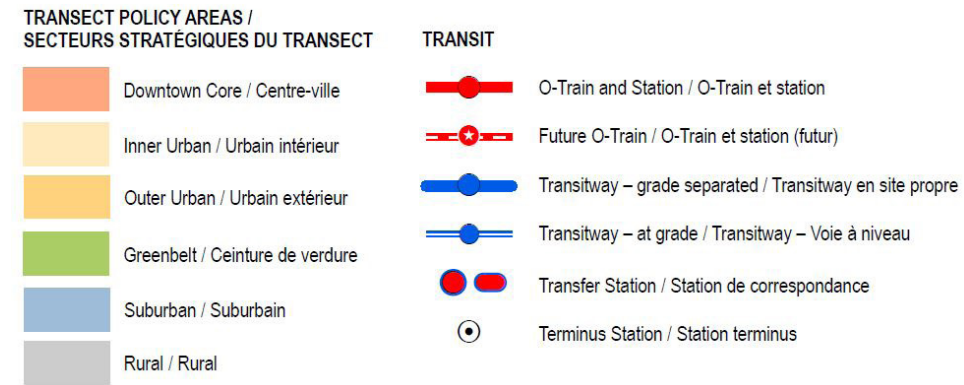 TRANSECT POLICY AREAS /
SECTEURS STRATÉGIQUES DU TRANSECT
Downtown Core / Centre-ville
Inner Urban / Urbain intérieur
Outer Urban / Urbain extérieur
Greenbelt / Ceinture de verdure
Suburban / Suburbain
Rural / Rural
TRANSIT
O-Train and Station / O-Train et station
Future O-Train / O-Train et station (futur)
Transitway – grade separated / Transitway en site propre
Transitway – at grade / Transitway – Voie à niveau
Transfer Station / Station de correspondance
Terminus Station / Station terminus